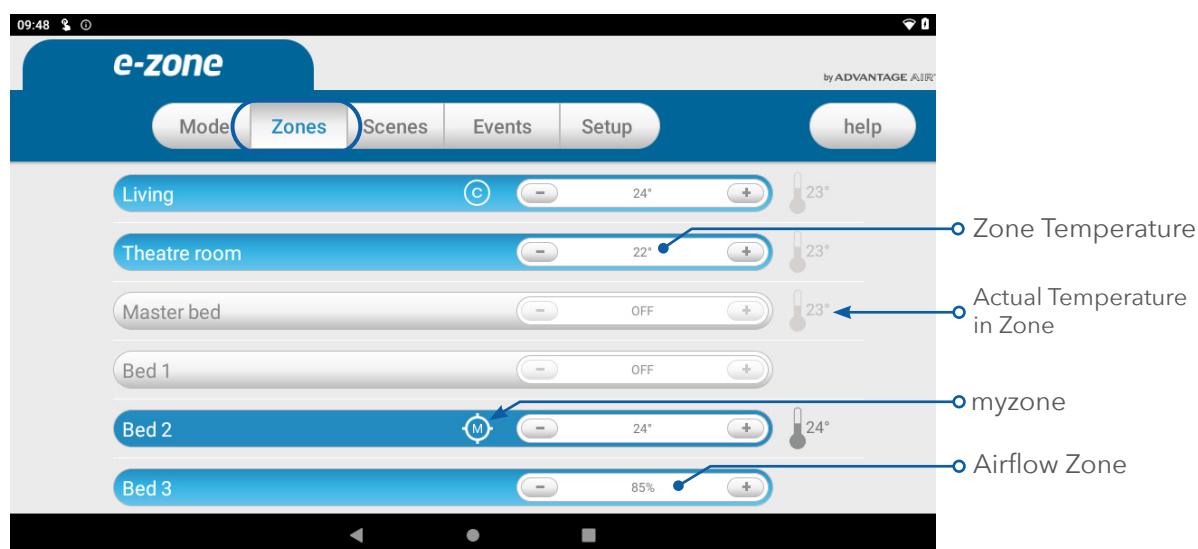 09:48
e-zone
by ADVANTAGE AIR
Mode Zones Scenes Events Setup help
Living C 24° 23°
Theatre room 22° 23°
Zone Temperature
Master bed OFF 23°
Actual Temperature
in Zone
Bed 1 OFF
myzone
Bed 2 M 24° 24°
Airflow Zone
Bed 3 85%